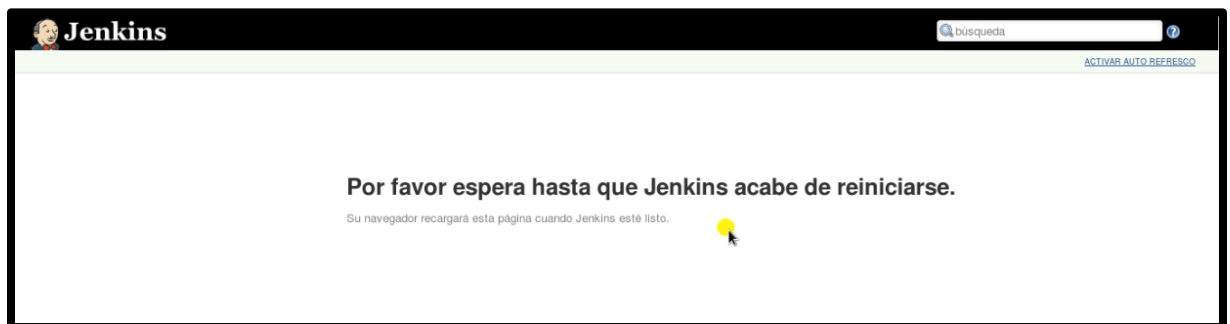 Jenkins
búsqueda
ACTIVAR AUTO REFRESCO
Por favor espera hasta que Jenkins acabe de reiniciarse.
Su navegador recargará esta página cuando Jenkins esté listo.